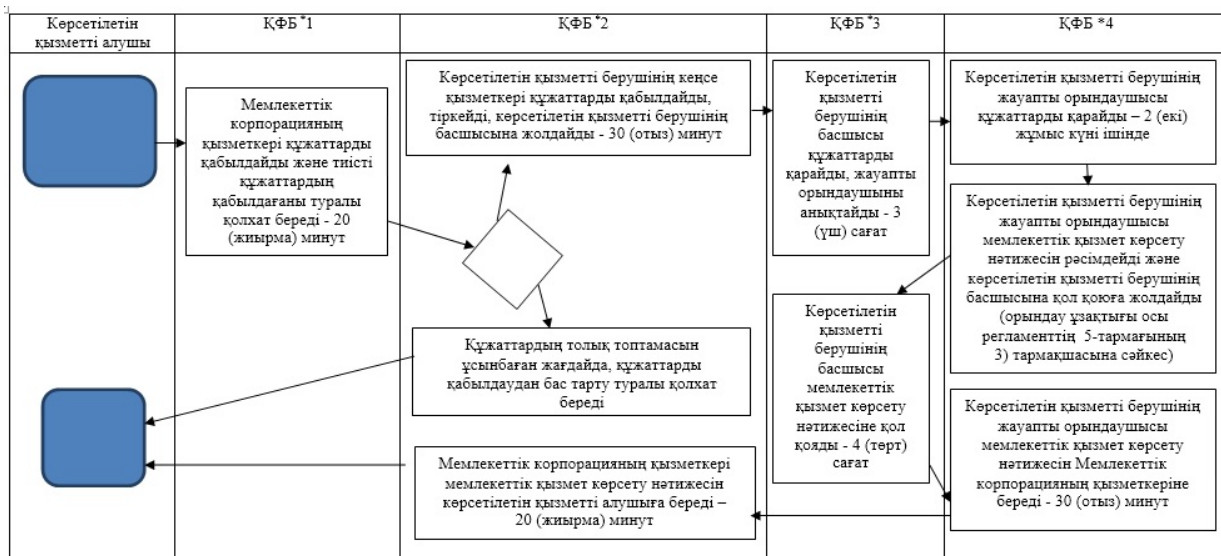 Көрсетілетін
қызметті алушы
ҚФБ *1
ҚФБ *2
ҚФБ *3
ҚФБ *4
Мемлекеттік
корпорацияның
қызметкері құжаттарды
қабылдайды және тиісті
құжаттардың
қабылдағаны туралы
қолхат береді - 20
(жиырма) минут
Көрсетілетін қызметті берушінің кеңсе
қызметкері құжаттарды қабылдайды,
тіркейді, көрсетілетін қызметті берушінің
басшысына жолдайды - 30 (отыз) минут
Құжаттардың толық топтамасын
ұсынбаған жағдайда, құжаттарды
қабылдаудан бас тарту туралы қолхат
береді
Мемлекеттік корпорацияның қызметкері
мемлекеттік қызмет көрсету нәтижесін
көрсетілетін қызметті алушыға береді –
20 (жиырма) минут
Көрсетілетін
қызметті
берушінің
басшысы
құжаттарды
қарайды, жауапты
орындаушыны
анықтайды - 3
(үш) сағат
Көрсетілетін
қызметті
берушінің
басшысы
мемлекеттік
қызмет көрсету
нәтижесіне қол
қояды - 4 (төрт)
сағат
Көрсетілетін қызметті берушінің
жауапты орындаушысы
құжаттарды қарайды – 2 (екі)
жұмыс күні ішінде
Көрсетілетін қызметті берушінің
жауапты орындаушысы
мемлекеттік қызмет көрсету
нәтижесін рәсімдейді және
көрсетілетін қызметті берушінің
басшысына қол қоюға жолдайды
(орындау ұзақтығы осы
регламенттің 5-тармағының
3) тармақшасына сәйкес)
Көрсетілетін қызметті берушінің
жауапты орындаушысы
мемлекеттік қызмет көрсету
нәтижесін Мемлекеттік
корпорацияның қызметкеріне
береді - 30 (отыз) минут